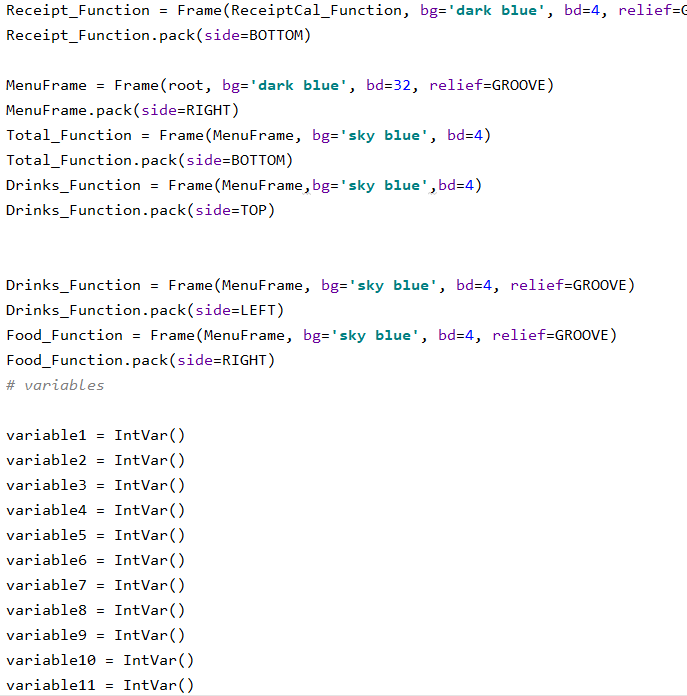 Receipt_Function = Frame(ReceiptCal_Function, bg='dark blue', bd=4, relief=
Receipt_Function.pack(side=BOTTOM)
MenuFrame = Frame(root, bg='dark blue', bd=32, relief=GROOVE)
MenuFrame.pack(side=RIGHT)
Total_Function = Frame(MenuFrame, bg='sky blue', bd=4)
Total_Function.pack(side=BOTTOM)
Drinks_Function = Frame(MenuFrame,bg='sky blue',bd=4)
Drinks_Function.pack(side=TOP)
Drinks_Function = Frame(MenuFrame, bg='sky blue', bd=4, relief=GROOVE)
Drinks_Function.pack(side=LEFT)
Food_Function = Frame(MenuFrame, bg='sky blue', bd=4, relief=GROOVE)
Food_Function.pack(side=RIGHT)
# variables
variable1 = IntVar()
variable2 = IntVar()
variable3 = IntVar()
variable4 = IntVar()
variable5 = IntVar()
variable6 = IntVar()
variable7 = IntVar()
variable8 = IntVar()
variable9 = IntVar()
variable10 = IntVar()
variable11 = IntVar()